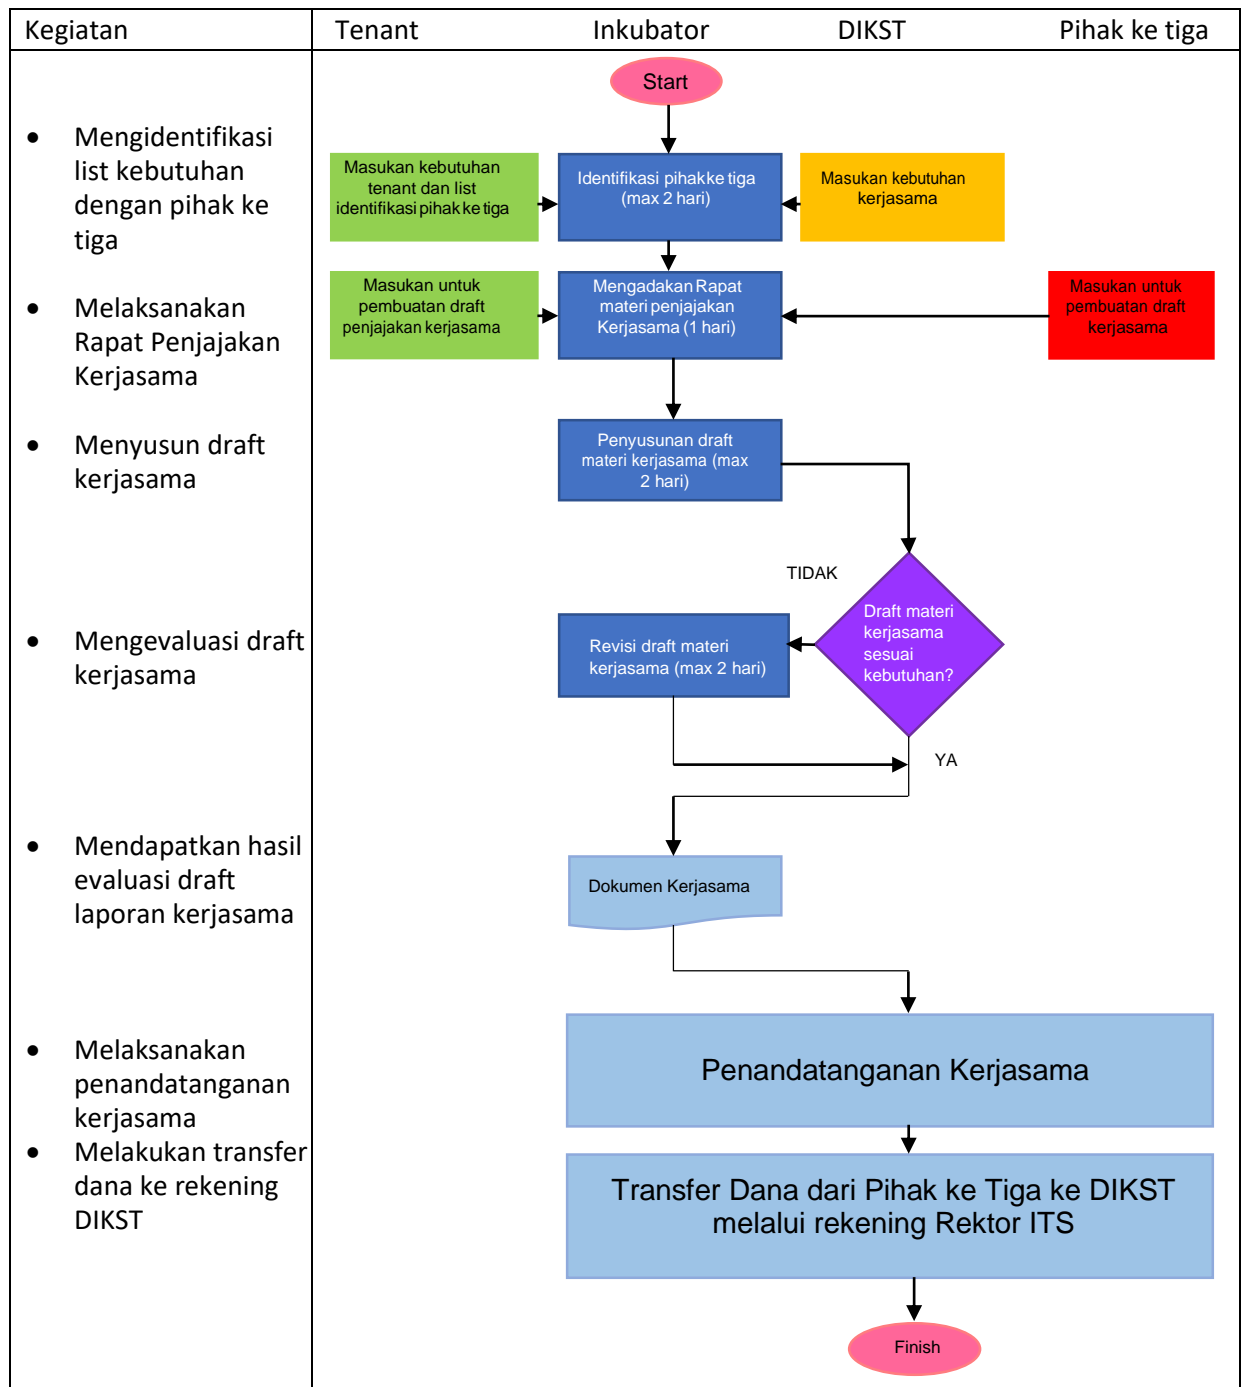 Kegiatan
Tenant
Inkubator
DIKST
Pihak ke tiga
Start
• Mengidentifikasi
list kebutuhan
dengan pihak ke
tiga
Masukan kebutuhan
tenant dan list
identifikasi pihak ke tiga
Identifikasi pihak ke tiga
(max 2 hari)
Masukan kebutuhan
kerjasama
• Melaksanakan
Rapat Penjajakan
Kerjasama
Masukan untuk
pembuatan draft
penjajakan kerjasama
Mengadakan Rapat
materi penjajakan
Kerjasama (1 hari)
Masukan untuk
pembuatan draft
kerjasama
• Menyusun draft
kerjasama
Penyusunan draft
materi kerjasama (max
2 hari)
TIDAK
• Mengevaluasi draft
kerjasama
Revisi draft materi
kerjasama (max 2 hari)
Draft materi
kerjasama
sesuai
kebutuhan?
YA
• Mendapatkan hasil
evaluasi draft
laporan kerjasama
Dokumen Kerjasama
• Melaksanakan
penandatanganan
kerjasama
Penandatanganan Kerjasama
• Melakukan transfer
dana ke rekening
DIKST
Transfer Dana dari Pihak ke Tiga ke DIKST
melalui rekening Rektor ITS
Finish